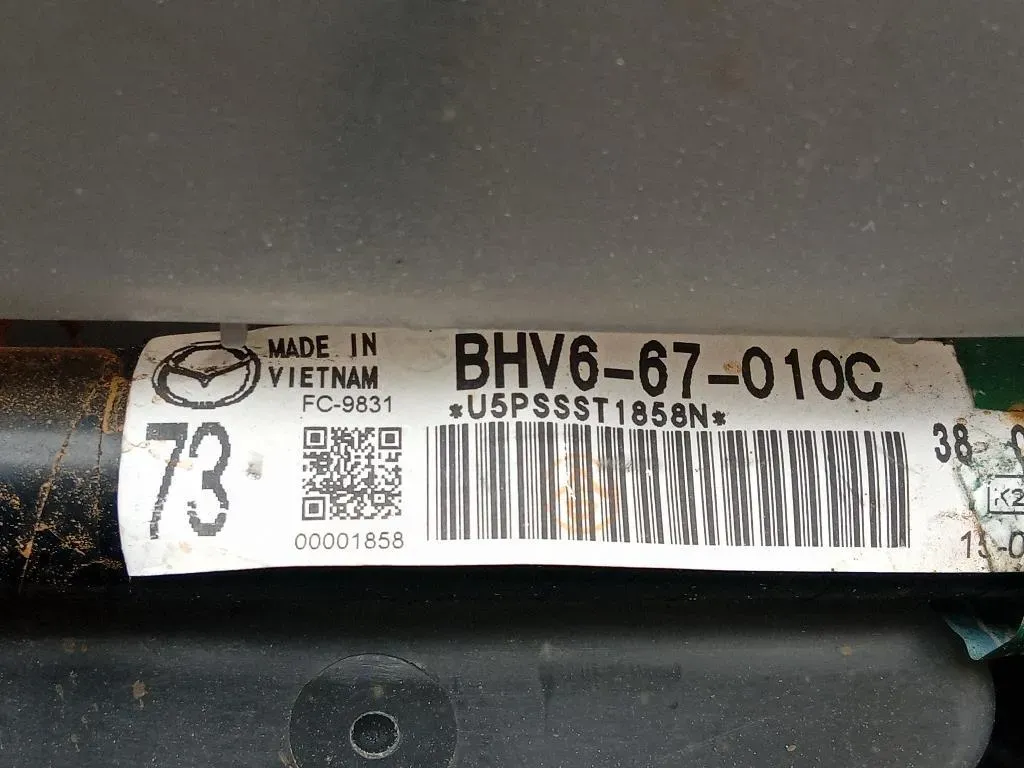 MADE IN
VIETNAM
FC-9831
BHV6-67-010C
*U5PSSST1858N*
73
00001858
38